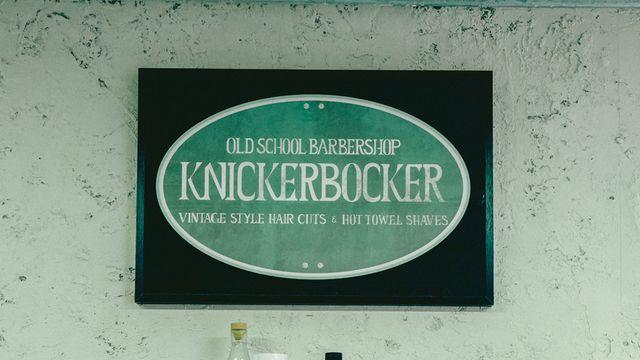 OLD SCHOOL BARBERSHOP
KNICKERBOCKER
VINTAGE STYLE HAIR CUTS & HOT TOWEL SHAVES